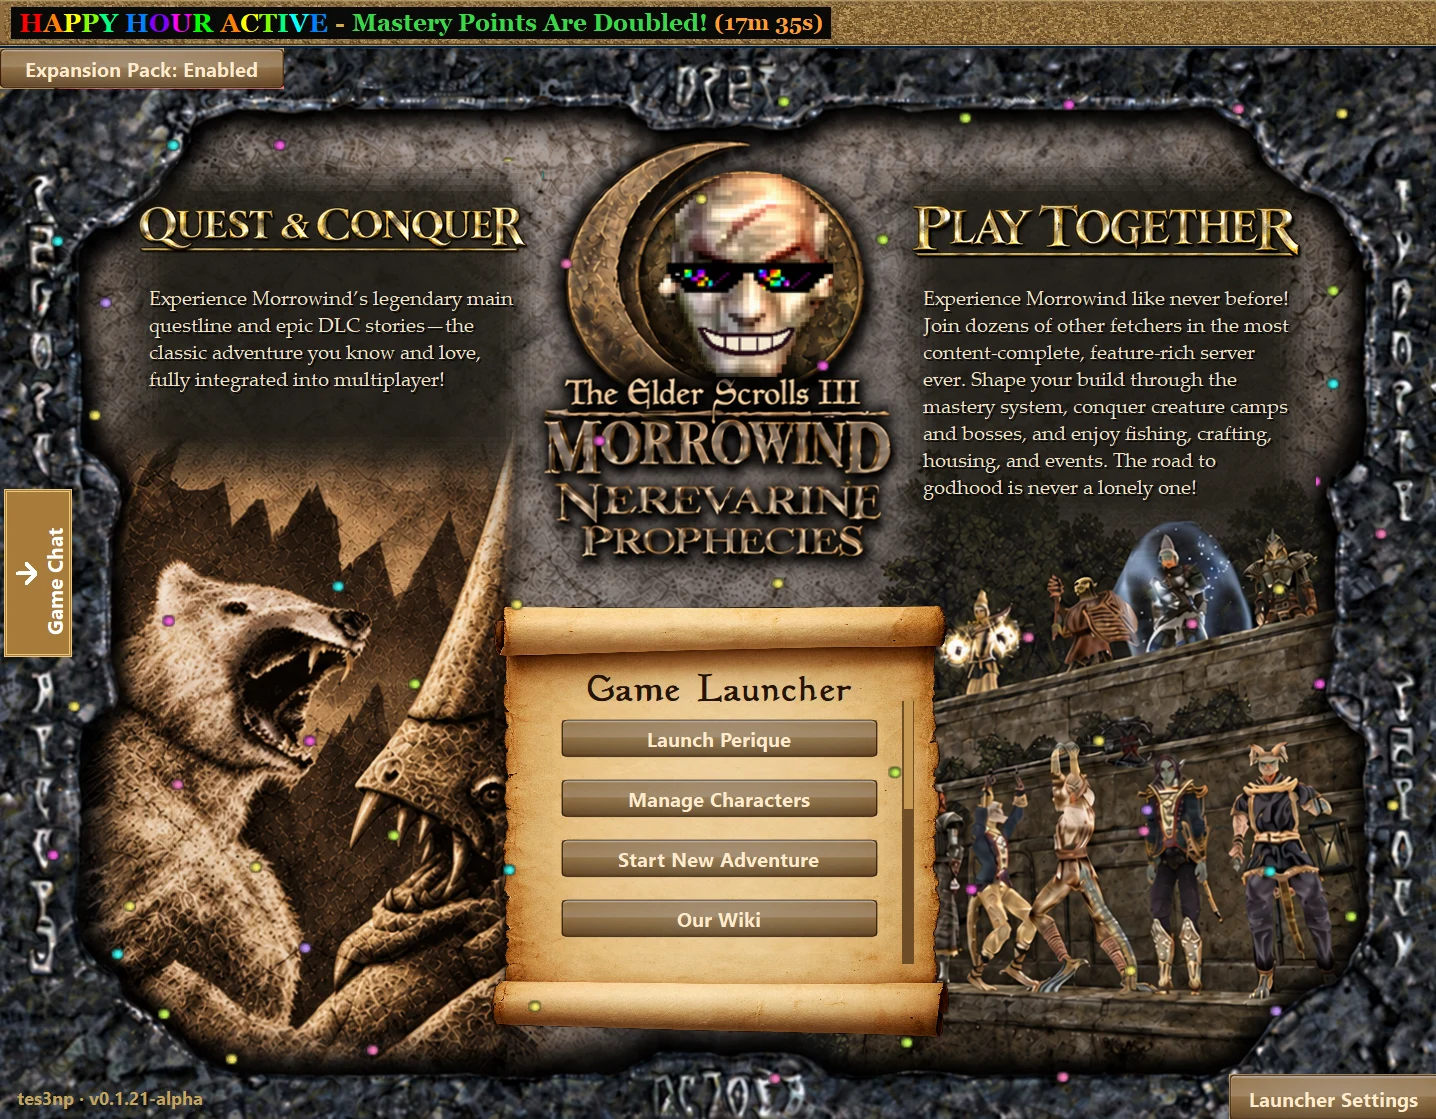 HAPPY HOUR ACTIVE - Mastery Points Are Doubled! (17m 35s)
Expansion Pack: Enabled
QUEST & CONQUER
Experience Morrowind's legendary main
questline and epic DLC stories—the
classic adventure you know and love,
fully integrated into multiplayer!
The Elder Scrolls III
MORROWIND
NEREVARINE
PROPHECIES
PLAY TOGETHER
Experience Morrowind like never before!
Join dozens of other fetchers in the most
content-complete, feature-rich server
ever. Shape your build through the
mastery system, conquer creature camps
and bosses, and enjoy fishing, crafting,
housing, and events. The road to
godhood is never a lonely one!
→ Game Chat
Game Launcher
Launch Perique
Manage Characters
Start New Adventure
Our Wiki
tes3np · v0.1.21-alpha
Launcher Settings